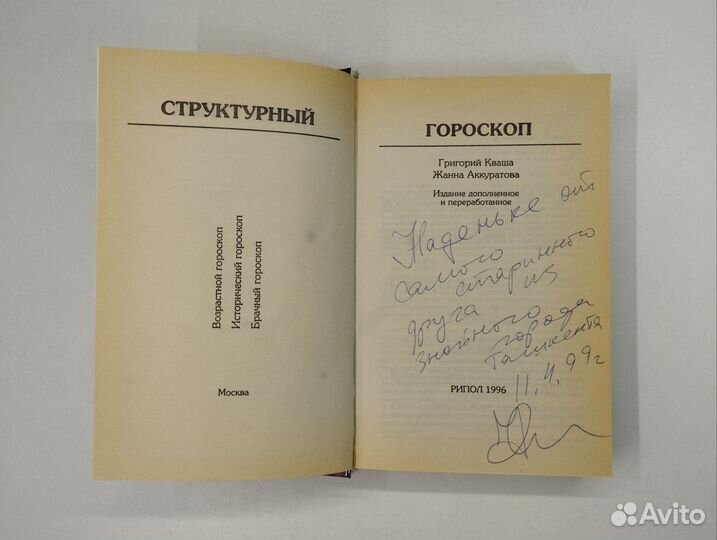 СТРУКТУРНЫЙ
Возрастной гороскоп
Исторический гороскоп
Брачный гороскоп
Москва
ГОРОСКОП
Григорий Кваша
Жанна Аккуратова
Издание дополненное
и переработанное
Наденьке от
самого
старинного
друга из
знойного
города
Ташкента
11.4.99г
РИПОЛ 1996
Avito